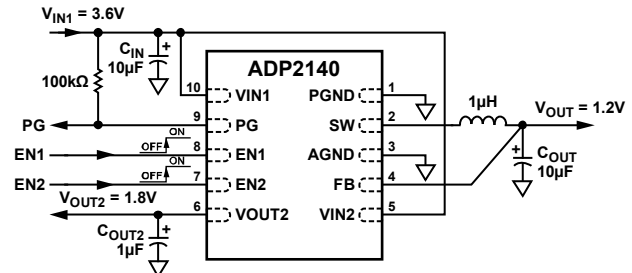 VIN1 = 3.6V
CIN
10µF
100kΩ
ADP2140
10 VIN1
PGND 1
1µH
VOUT = 1.2V
PG
9 PG
SW 2
ON
OFF
EN1
8 EN1
AGND 3
COUT
10µF
ON
OFF
EN2
7 EN2
FB 4
VOUT2 = 1.8V
6 VOUT2
VIN2 5
COUT2
1µF